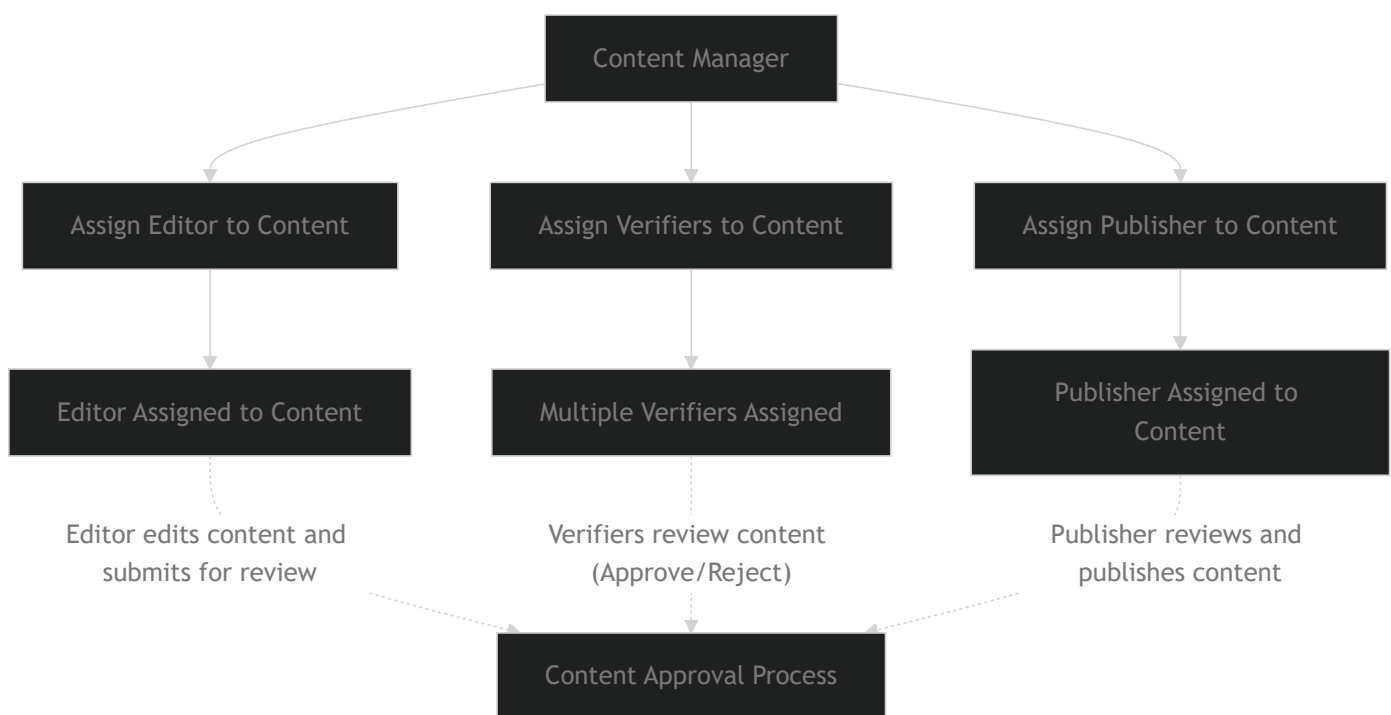 Content Manager
Assign Editor to Content
Assign Verifiers to Content
Assign Publisher to Content
Editor Assigned to Content
Multiple Verifiers Assigned
Publisher Assigned to
Content
Editor edits content and
submits for review
Verifiers review content
(Approve/Reject)
Publisher reviews and
publishes content
Content Approval Process